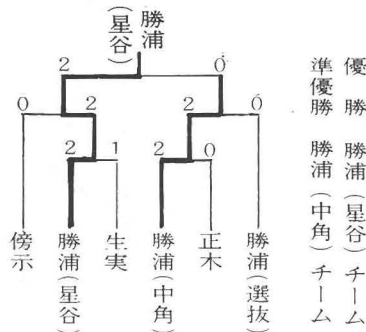 優勝 勝浦(星谷)チーム
準優勝 勝浦(中角)チーム
勝浦
(星谷)
2
0
0
2
2
0
2
1
2
0
勝浦(選抜)
正木
勝浦(中角)
生実
勝浦(星谷)
傍示